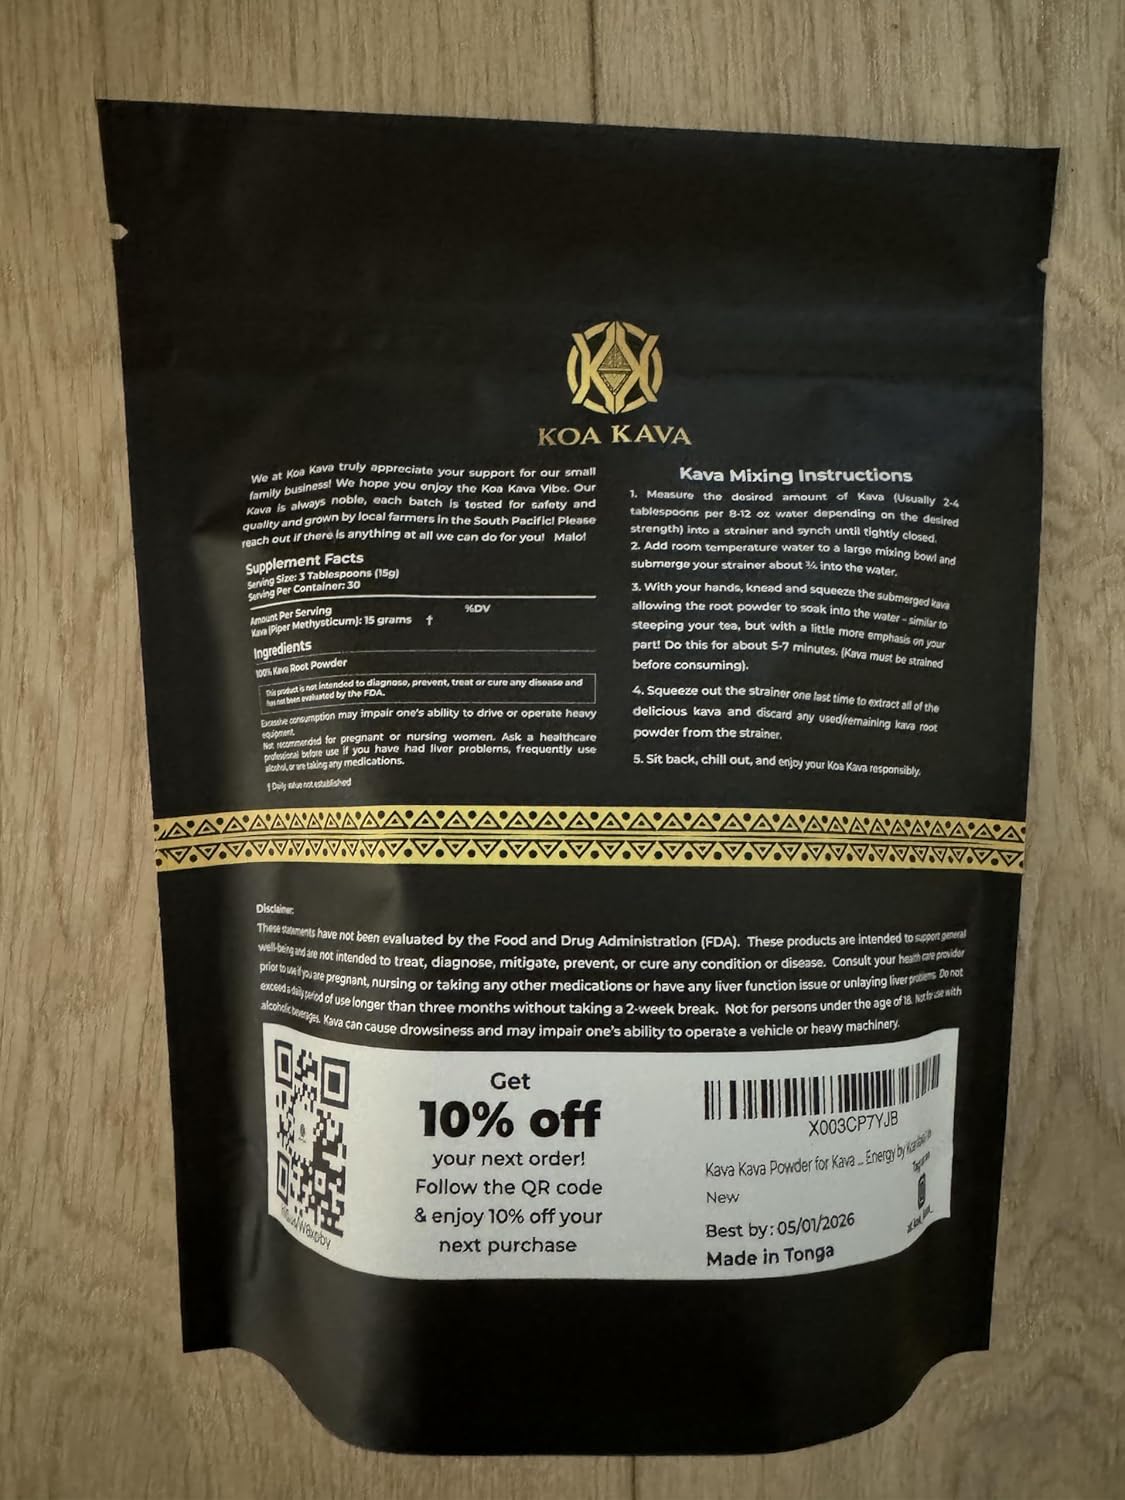 KOA KAVA
We at Koa Kava truly appreciate your support for our small
family business! We hope you enjoy the Koa Kava Vibe. Our
Kava is always noble, each batch is tested for safety and
quality and grown by local farmers in the South Pacific! Please
reach out if there is anything at all we can do for you! Malo!
Supplement Facts
Serving Size: 3 Tablespoons (15g)
Serving Per Container: 30
%DV
Amount Per Serving
Kava (Piper Methysticum): 15 grams †
Ingredients
100% Kava Root Powder
This product is not intended to diagnose, prevent, treat or cure any disease and
has not been evaluated by the FDA.
Excessive consumption may impair one's ability to drive or operate heavy
equipment.
Not recommended for pregnant or nursing women. Ask a healthcare
professional before use if you have had liver problems, frequently use
alcohol, or are taking any medications.
† Daily value not established
Kava Mixing Instructions
1. Measure the desired amount of Kava (Usually 2-4
tablespoons per 8-12 oz water depending on the desired
strength) into a strainer and synch until tightly closed.
2. Add room temperature water to a large mixing bowl and
submerge your strainer about ¾ into the water.
3. With your hands, knead and squeeze the submerged kava
allowing the root powder to soak into the water - similar to
steeping your tea, but with a little more emphasis on your
part! Do this for about 5-7 minutes. (Kava must be strained
before consuming).
4. Squeeze out the strainer one last time to extract all of the
delicious kava and discard any used/remaining kava root
powder from the strainer.
5. Sit back, chill out, and enjoy your Koa Kava responsibly.
Disclaimer:
These statements have not been evaluated by the Food and Drug Administration (FDA). These products are intended to support general
well-being and are not intended to treat, diagnose, mitigate, prevent, or cure any condition or disease. Consult your health care provider
prior to use if you are pregnant, nursing or taking any other medications or have any liver function issue or unlaying liver problems. Do not
exceed a daily period of use longer than three months without taking a 2-week break. Not for persons under the age of 18. Not for use with
alcoholic beverages. Kava can cause drowsiness and may impair one's ability to operate a vehicle or heavy machinery.
Get
10% off
your next order!
Follow the QR code
& enjoy 10% off your
next purchase
X003CP7YJB
Kava Kava Powder for Kava ... Energy by
New
Best by: 05/01/2026
Made in Tonga